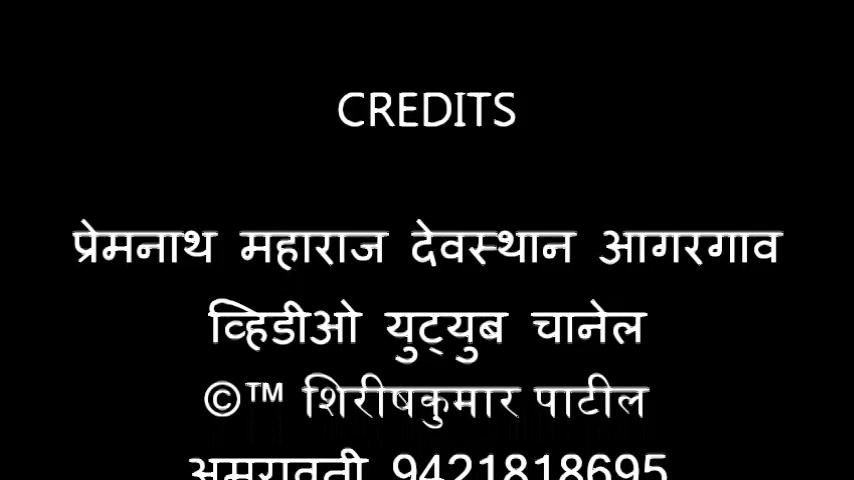 CREDITS
प्रेमनाथ महाराज देवस्थान आगरगाव
व्हिडीओ युट्युब चानेल
©™ शिरीषकुमार पाटील
अमरावती 9421818695